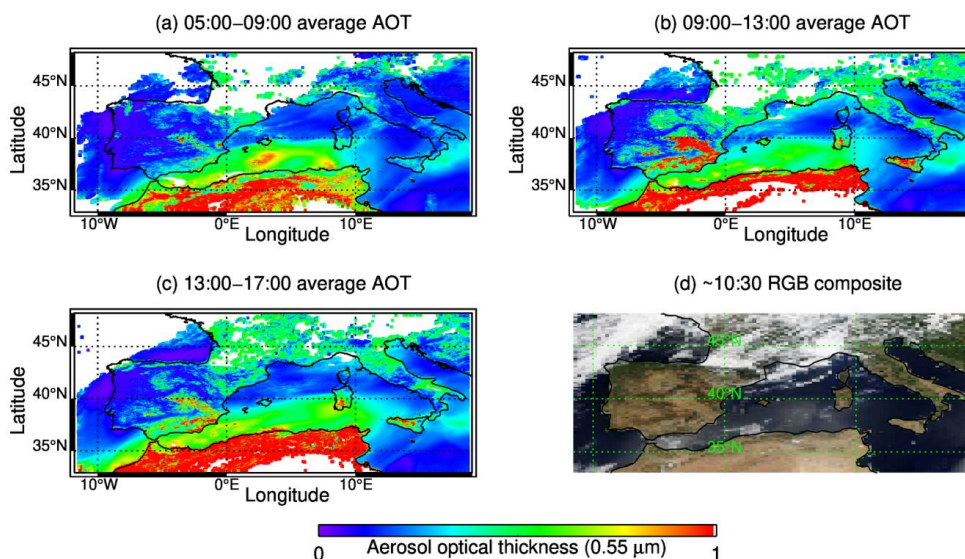 (a) 05:00–09:00 average AOT
(b) 09:00–13:00 average AOT
45°N
40°N
35°N
Latitude
10°W 0°E 10°E
Longitude
45°N
40°N
35°N
Latitude
10°W 0°E 10°E
Longitude
(c) 13:00–17:00 average AOT
(d) ~10:30 RGB composite
45°N
40°N
35°N
Latitude
10°W 0°E 10°E
Longitude
45°N
40°N
35°N
0 Aerosol optical thickness (0.55 μm) 1